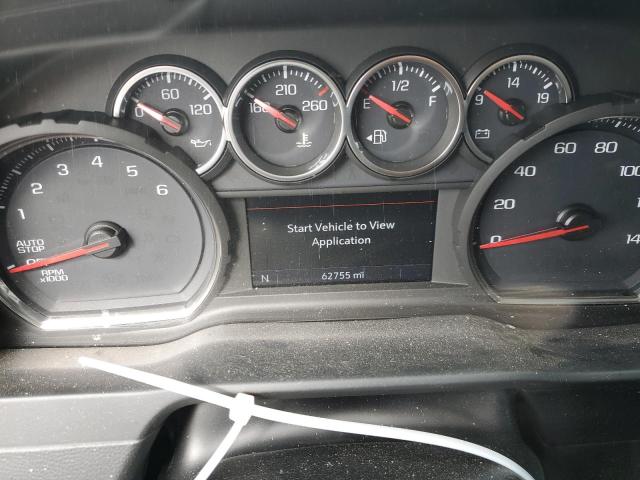 0 60 120
160 210 260
E 1/2 F
9 14 19
1 2 3 4 5 6
AUTO
STOP
RPM
x1000
Start Vehicle to View
Application
N 62755 mi
0 20 40 60 80 100